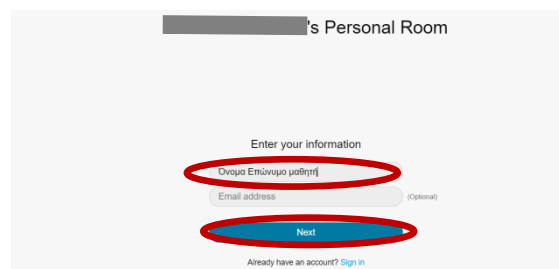 's Personal Room
Enter your information
Όνομα Επώνυμο μαθητή
Email address
(Optional)
Next
Already have an account? Sign in